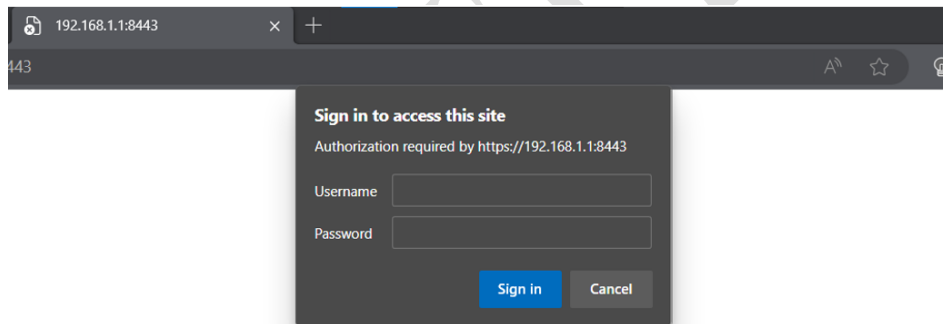 192.168.1.1:8443
443
Sign in to access this site
Authorization required by https://192.168.1.1:8443
Username
Password
Sign in Cancel